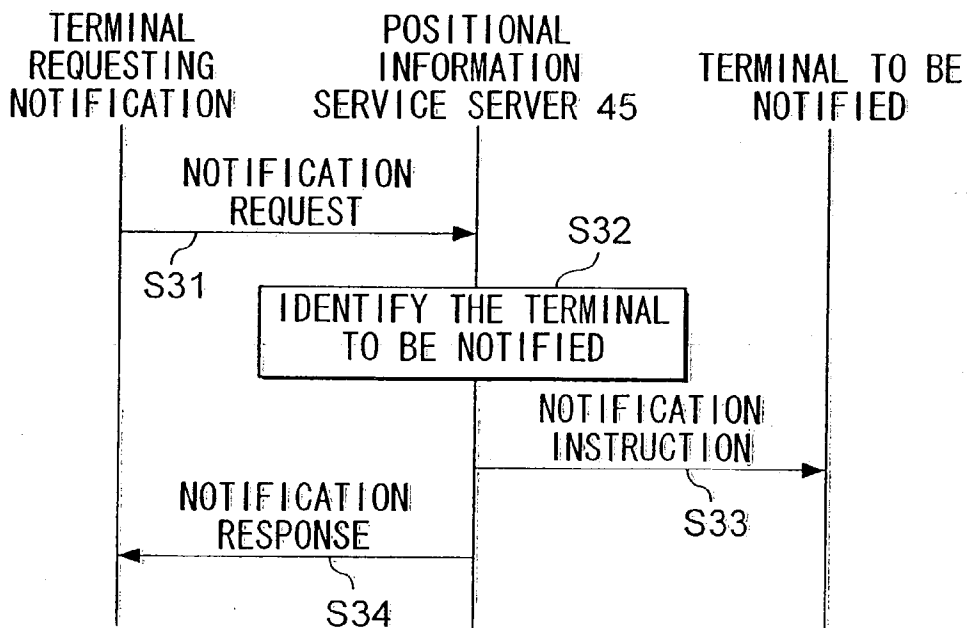 TERMINAL
REQUESTING
NOTIFICATION
POSITIONAL
INFORMATION
SERVICE SERVER 45
TERMINAL TO BE
NOTIFIED
NOTIFICATION
REQUEST
S31
S32
IDENTIFY THE TERMINAL
TO BE NOTIFIED
NOTIFICATION
INSTRUCTION
S33
NOTIFICATION
RESPONSE
S34